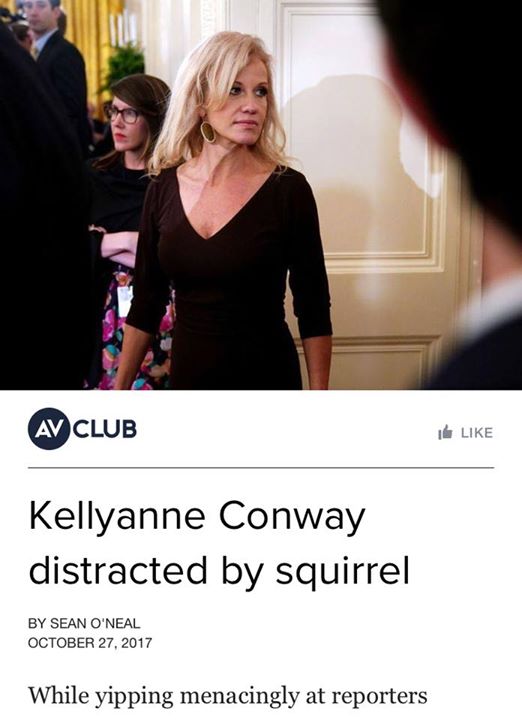 AV CLUB
LIKE
Kellyanne Conway
distracted by squirrel
BY SEAN O'NEAL
OCTOBER 27, 2017
While yipping menacingly at reporters